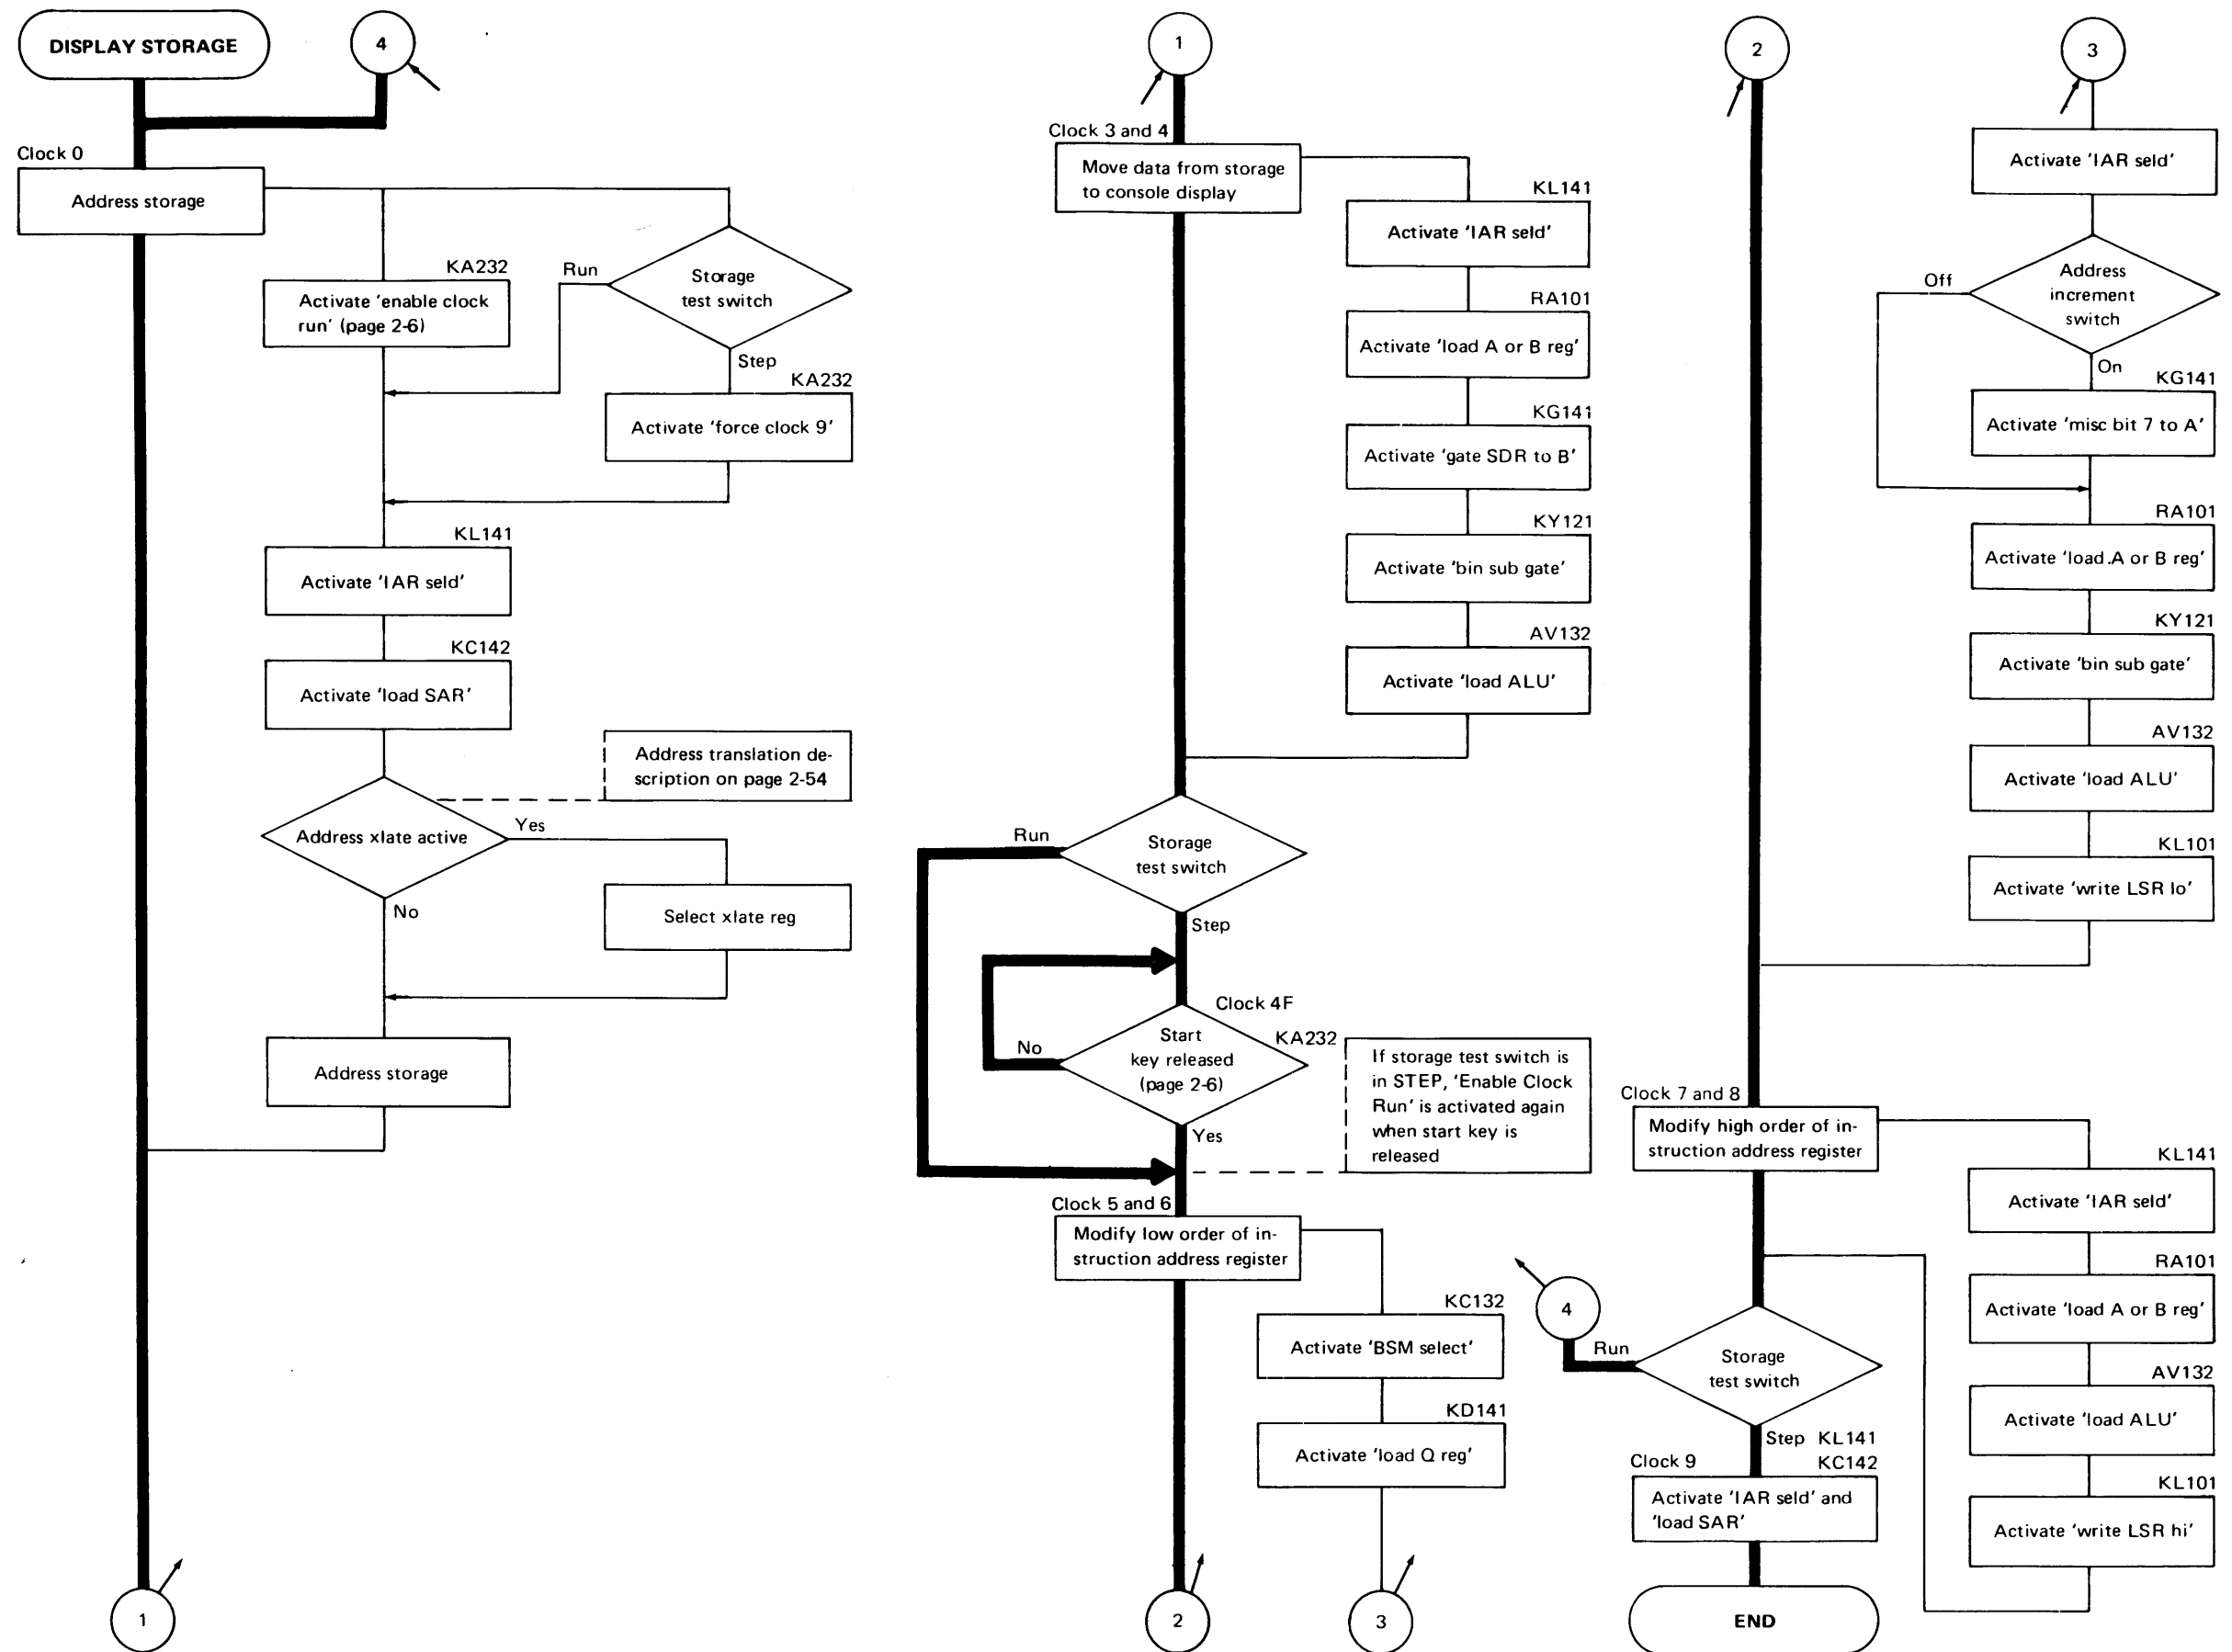 DISPLAY STORAGE
4
Clock 0
Address storage
KA232
Activate 'enable clock
run' (page 2-6)
Run
Storage
test switch
Step
KA232
Activate 'force clock 9'
KL141
Activate 'IAR seld'
KC142
Activate 'load SAR'
Address translation de-
scription on page 2-54
Address xlate active
Yes
No
Select xlate reg
Address storage
1
1
Clock 3 and 4
Move data from storage
to console display
KL141
Activate 'IAR seld'
RA101
Activate 'load A or B reg'
KG141
Activate 'gate SDR to B'
KY121
Activate 'bin sub gate'
AV132
Activate 'load ALU'
Run
Storage
test switch
Step
Clock 4F
KA232
No
Start
key released
(page 2-6)
Yes
If storage test switch is
in STEP, 'Enable Clock
Run' is activated again
when start key is
released
Clock 5 and 6
Modify low order of in-
struction address register
KC132
Activate 'BSM select'
KD141
Activate 'load Q reg'
2
3
2
Clock 7 and 8
Modify high order of in-
struction address register
4
Run
Storage
test switch
Step KL141
KC142
Clock 9
Activate 'IAR seld' and
'load SAR'
END
3
Activate 'IAR seld'
Off
Address
increment
switch
On
KG141
Activate 'misc bit 7 to A'
RA101
Activate 'load.A or B reg'
KY121
Activate 'bin sub gate'
AV132
Activate 'load ALU'
KL101
Activate 'write LSR lo'
KL141
Activate 'IAR seld'
RA101
Activate 'load A or B reg'
AV132
Activate 'load ALU'
KL101
Activate 'write LSR hi'